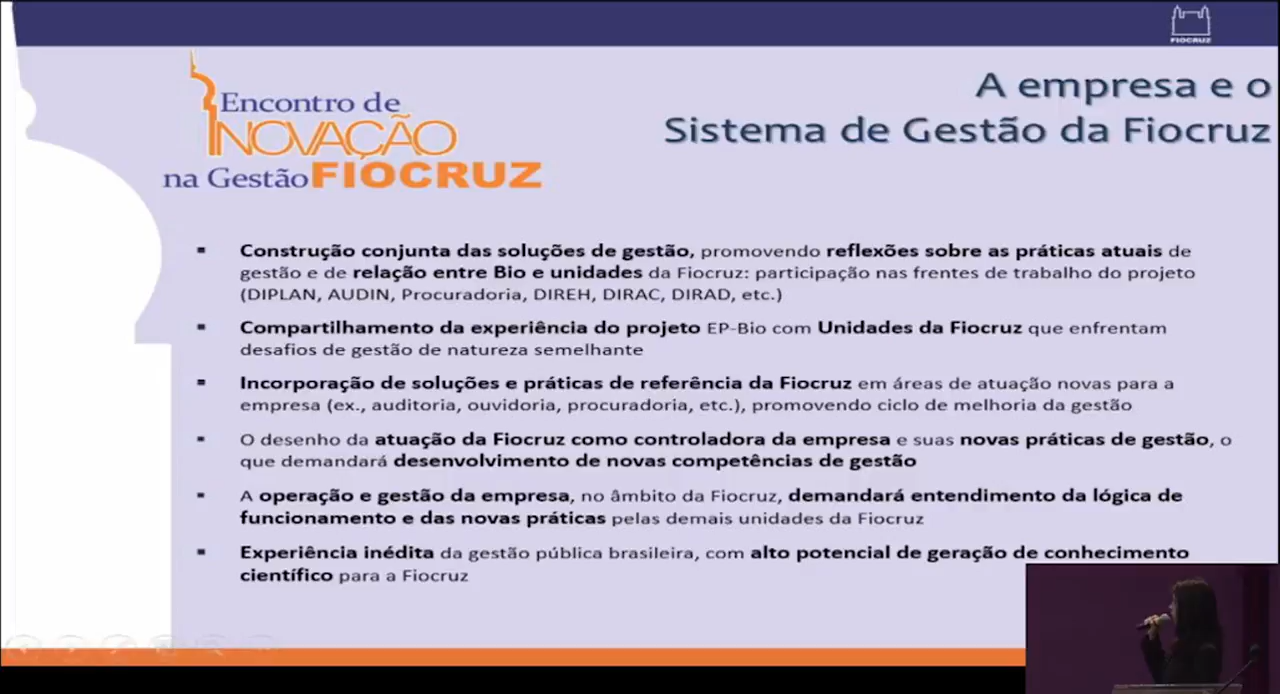 FIOCRUZ
Encontro de
INOVAÇÃO
na Gestão FIOCRUZ
A empresa e o
Sistema de Gestão da Fiocruz
▪ Construção conjunta das soluções de gestão, promovendo reflexões sobre as práticas atuais de
gestão e de relação entre Bio e unidades da Fiocruz: participação nas frentes de trabalho do projeto
(DIPLAN, AUDIN, Procuradoria, DIREH, DIRAC, DIRAD, etc.)
▪ Compartilhamento da experiência do projeto EP-Bio com Unidades da Fiocruz que enfrentam
desafios de gestão de natureza semelhante
▪ Incorporação de soluções e práticas de referência da Fiocruz em áreas de atuação novas para a
empresa (ex., auditoria, ouvidoria, procuradoria, etc.), promovendo ciclo de melhoria da gestão
▪ O desenho da atuação da Fiocruz como controladora da empresa e suas novas práticas de gestão, o
que demandará desenvolvimento de novas competências de gestão
▪ A operação e gestão da empresa, no âmbito da Fiocruz, demandará entendimento da lógica de
funcionamento e das novas práticas pelas demais unidades da Fiocruz
▪ Experiência inédita da gestão pública brasileira, com alto potencial de geração de conhecimento
científico para a Fiocruz